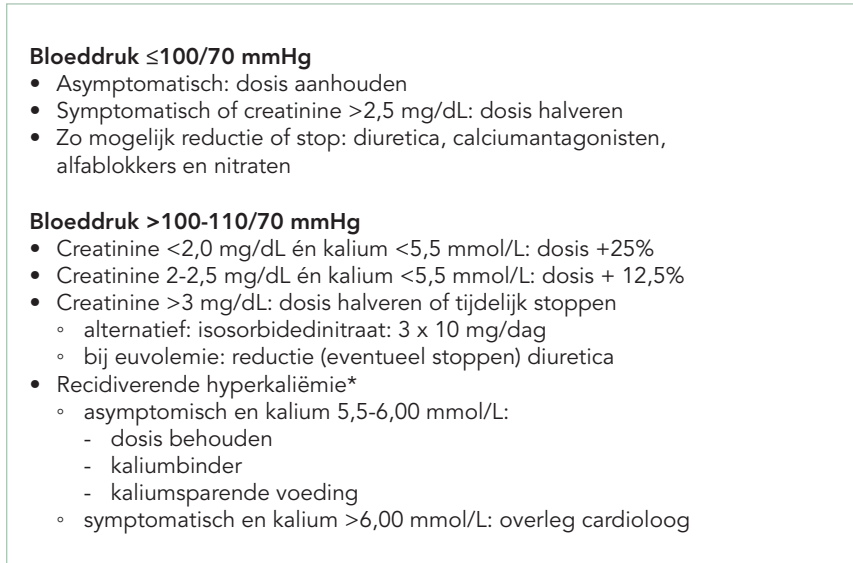 Bloeddruk ≤100/70 mmHg
• Asymptomatisch: dosis aanhouden
• Symptomatisch of creatinine >2,5 mg/dL: dosis halveren
• Zo mogelijk reductie of stop: diuretica, calciumantagonisten,
alfablokkers en nitraten
Bloeddruk >100-110/70 mmHg
• Creatinine <2,0 mg/dL én kalium <5,5 mmol/L: dosis +25%
• Creatinine 2-2,5 mg/dL én kalium <5,5 mmol/L: dosis + 12,5%
• Creatinine >3 mg/dL: dosis halveren of tijdelijk stoppen
◦ alternatief: isosorbidedinitraat: 3 x 10 mg/dag
◦ bij euvolemie: reductie (eventueel stoppen) diuretica
• Recidiverende hyperkaliëmie*
◦ asymptomisch en kalium 5,5-6,00 mmol/L:
- dosis behouden
- kaliumbinder
- kaliumsparende voeding
◦ symptomatisch en kalium >6,00 mmol/L: overleg cardioloog